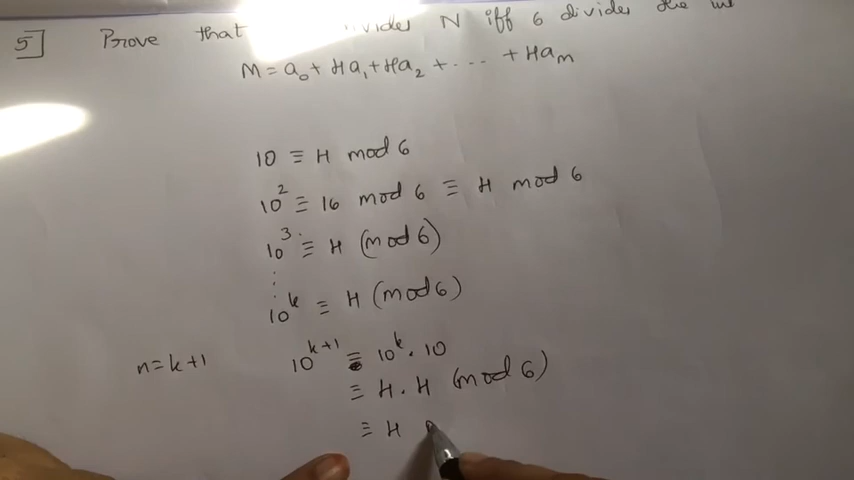 5] Prove that N iff 6 divides the
M = a₀ + 4a₁ + 4a₂ + .... + 4aₘ
10 ≡ 4 mod 6
10² ≡ 16 mod 6 ≡ 4 mod 6
10³ ≡ 4 (mod 6)
⋮
10ᵏ ≡ 4 (mod 6)
n = k+1 10ᵏ⁺¹ ≡ 10ᵏ . 10
≡ 4 . 4 (mod 6)
≡ 4